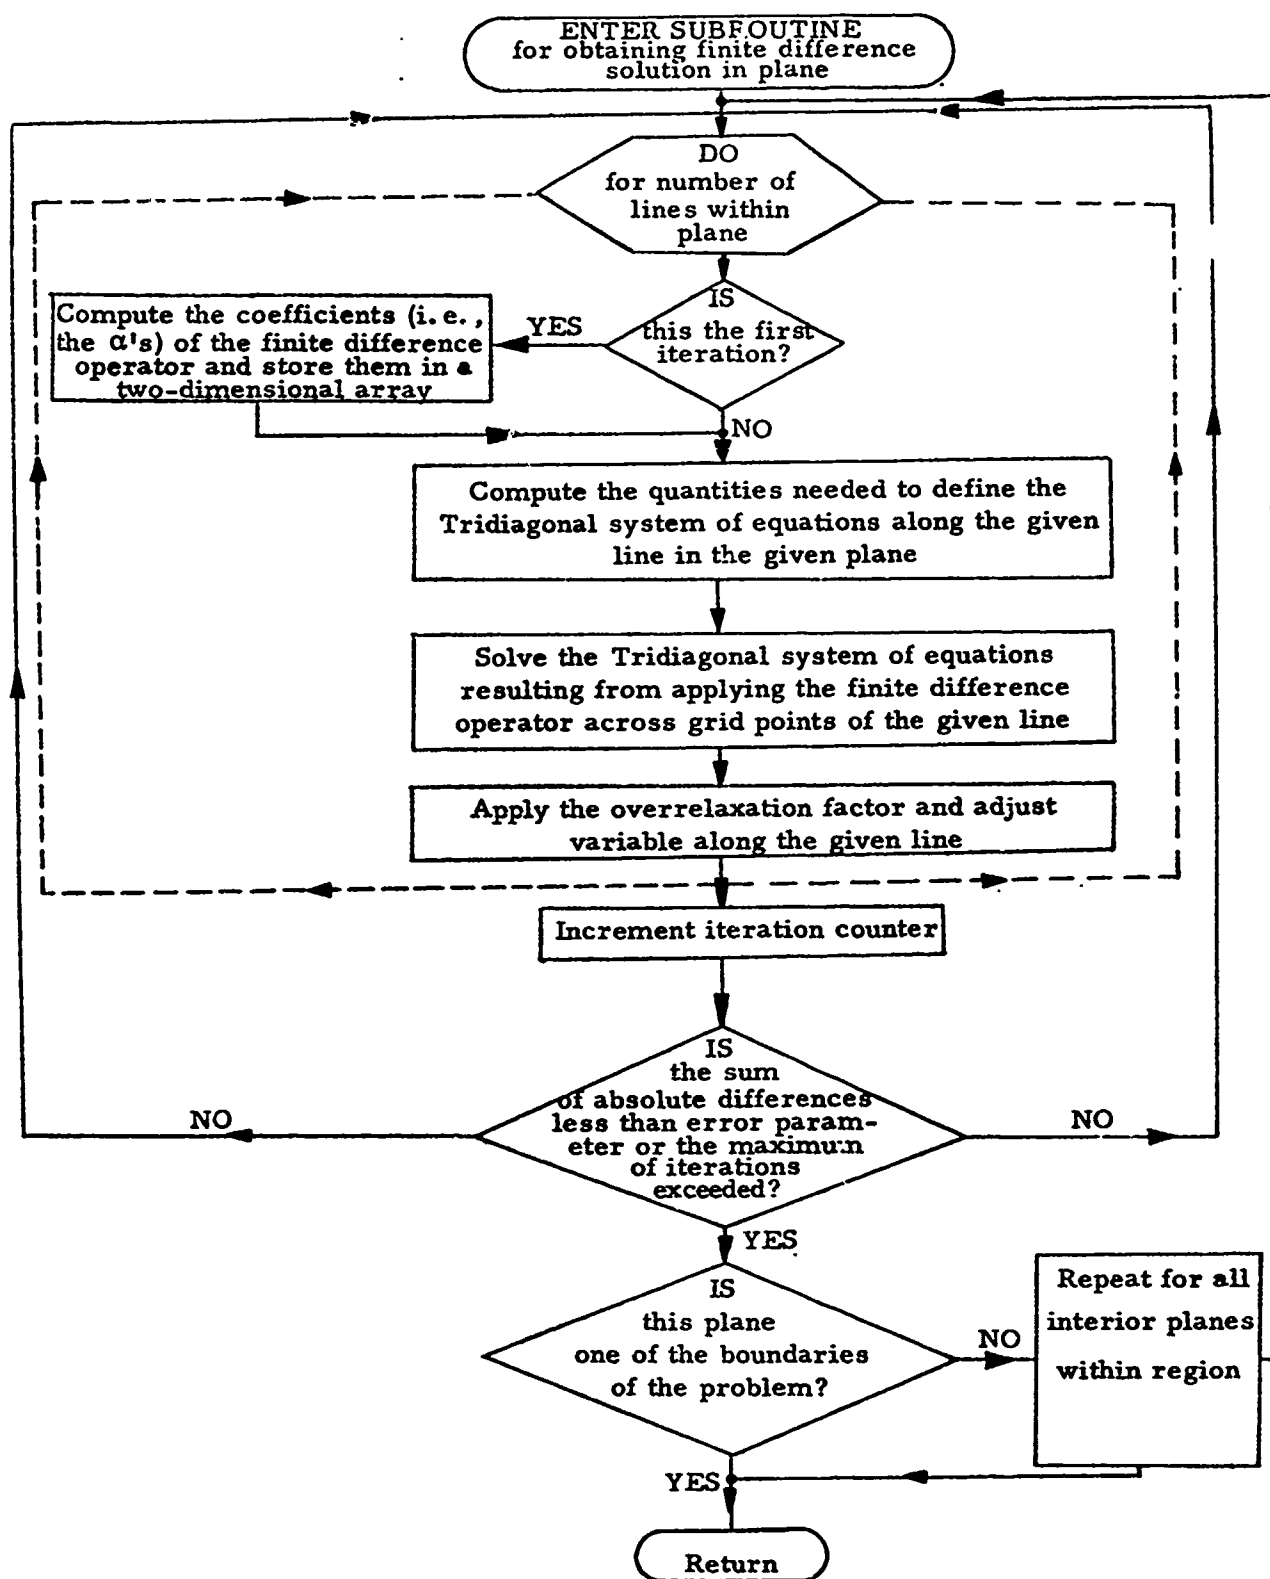 ENTER SUBROUTINE
for obtaining finite difference
solution in plane
DO
for number of
lines within
plane
IS
this the first
iteration?
YES
Compute the coefficients (i.e.,
the α's) of the finite difference
operator and store them in a
two-dimensional array
NO
Compute the quantities needed to define the
Tridiagonal system of equations along the given
line in the given plane
Solve the Tridiagonal system of equations
resulting from applying the finite difference
operator across grid points of the given line
Apply the overrelaxation factor and adjust
variable along the given line
Increment iteration counter
IS
the sum
of absolute differences
less than error param-
eter or the maximum
of iterations
exceeded?
NO
NO
YES
IS
this plane
one of the boundaries
of the problem?
NO
Repeat for all
interior planes
within region
YES
Return